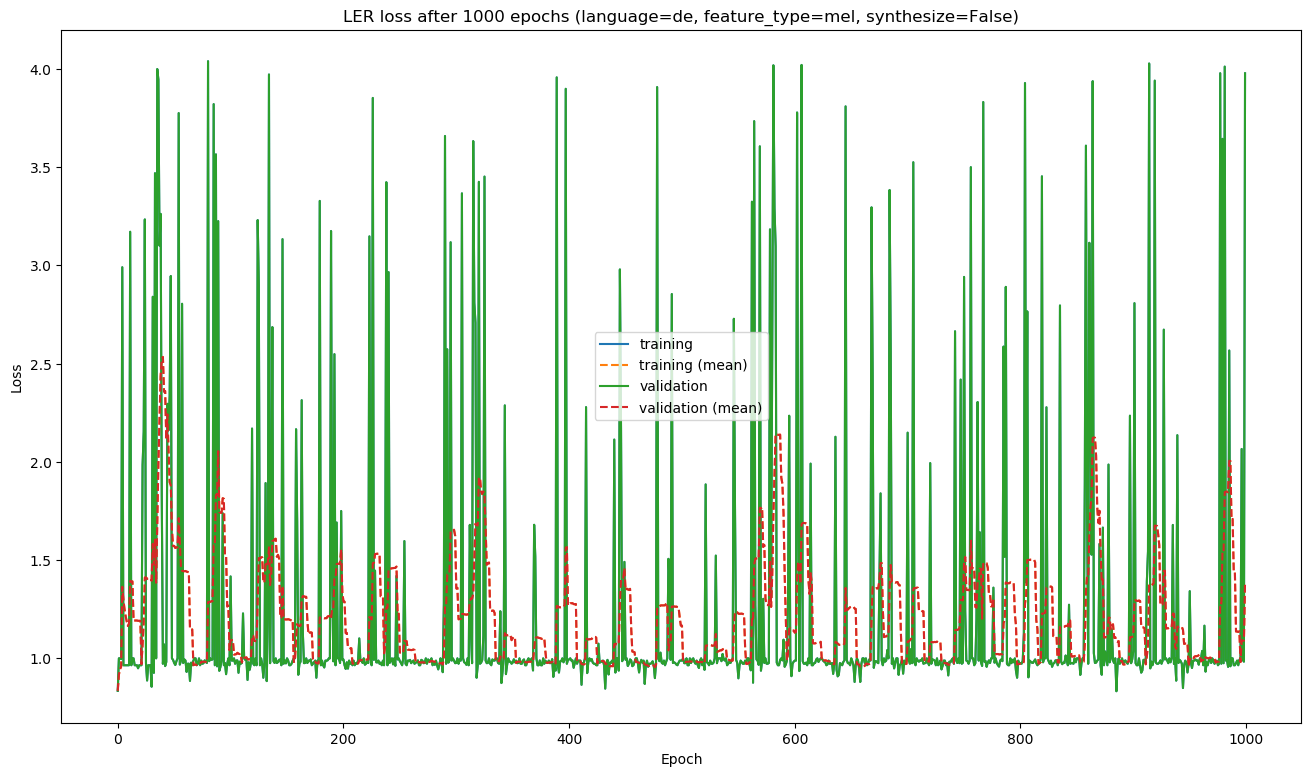 LER loss after 1000 epochs (language=de, feature_type=mel, synthesize=False)
4.0
3.5
3.0
2.5
2.0
1.5
1.0
Loss
training
training (mean)
validation
validation (mean)
0 200 400 600 800 1000
Epoch